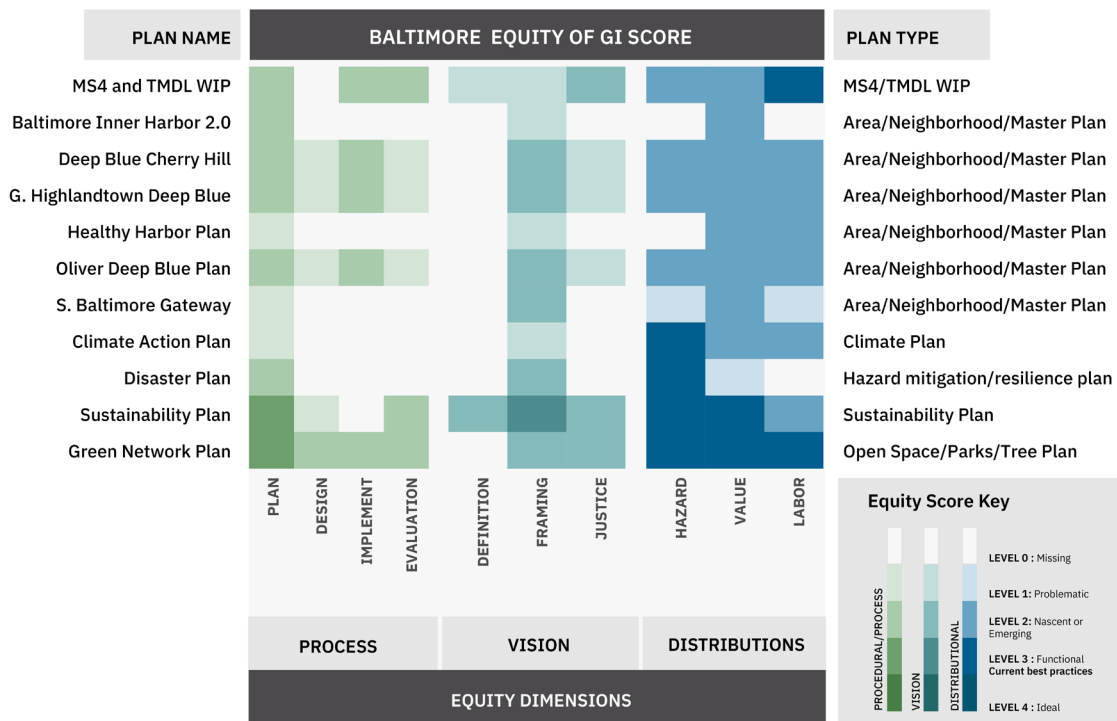 PLAN NAME
BALTIMORE EQUITY OF GI SCORE
PLAN TYPE
MS4 and TMDL WIP
MS4/TMDL WIP
Baltimore Inner Harbor 2.0
Area/Neighborhood/Master Plan
Deep Blue Cherry Hill
Area/Neighborhood/Master Plan
G. Highlandtown Deep Blue
Area/Neighborhood/Master Plan
Healthy Harbor Plan
Area/Neighborhood/Master Plan
Oliver Deep Blue Plan
Area/Neighborhood/Master Plan
S. Baltimore Gateway
Area/Neighborhood/Master Plan
Climate Action Plan
Climate Plan
Disaster Plan
Hazard mitigation/resilience plan
Sustainability Plan
Sustainability Plan
Green Network Plan
Open Space/Parks/Tree Plan
PLAN
DESIGN
IMPLEMENT
EVALUATION
DEFINITION
FRAMING
JUSTICE
HAZARD
VALUE
LABOR
PROCESS
VISION
DISTRIBUTIONS
EQUITY DIMENSIONS
Equity Score Key
PROCEDURAL/PROCESS
VISION
DISTRIBUTIONAL
LEVEL 0 : Missing
LEVEL 1: Problematic
LEVEL 2: Nascent or
Emerging
LEVEL 3 : Functional
Current best practices
LEVEL 4 : Ideal